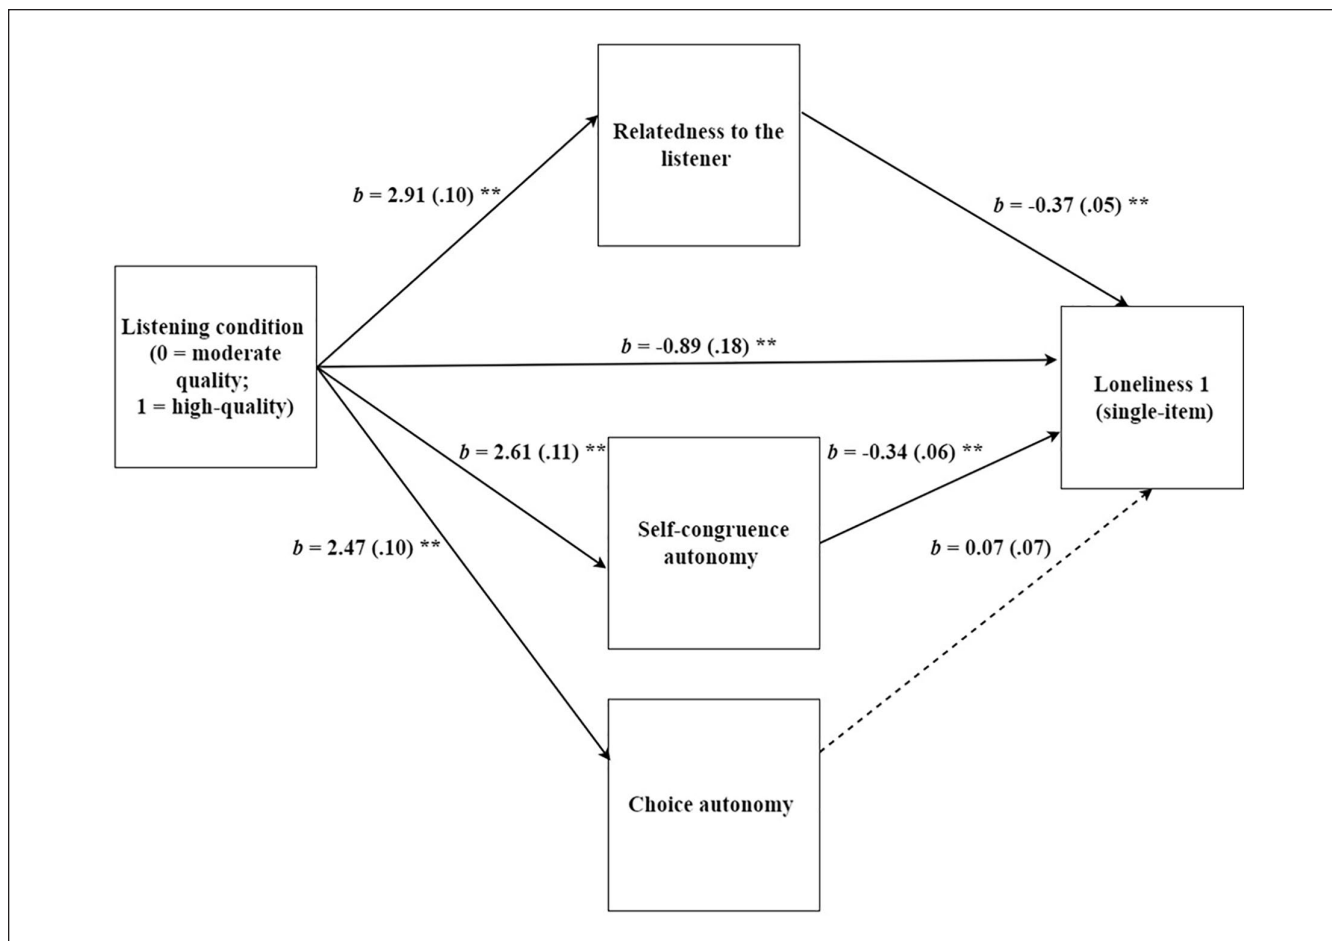 Relatedness to the
listener
b = 2.91 (.10) **
b = -0.37 (.05) **
Listening condition
(0 = moderate
quality;
1 = high-quality)
b = -0.89 (.18) **
Loneliness 1
(single-item)
b = 2.61 (.11) **
b = -0.34 (.06) **
Self-congruence
autonomy
b = 2.47 (.10) **
b = 0.07 (.07)
Choice autonomy